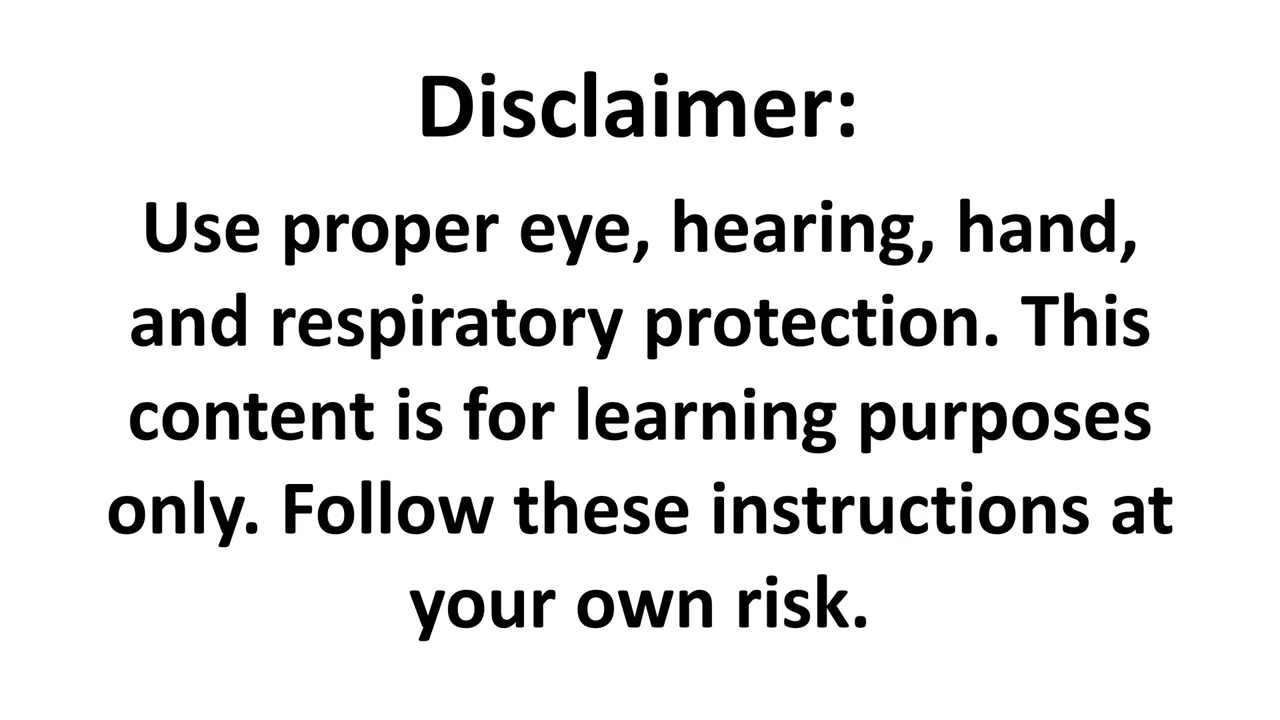 Disclaimer:
Use proper eye, hearing, hand,
and respiratory protection. This
content is for learning purposes
only. Follow these instructions at
your own risk.